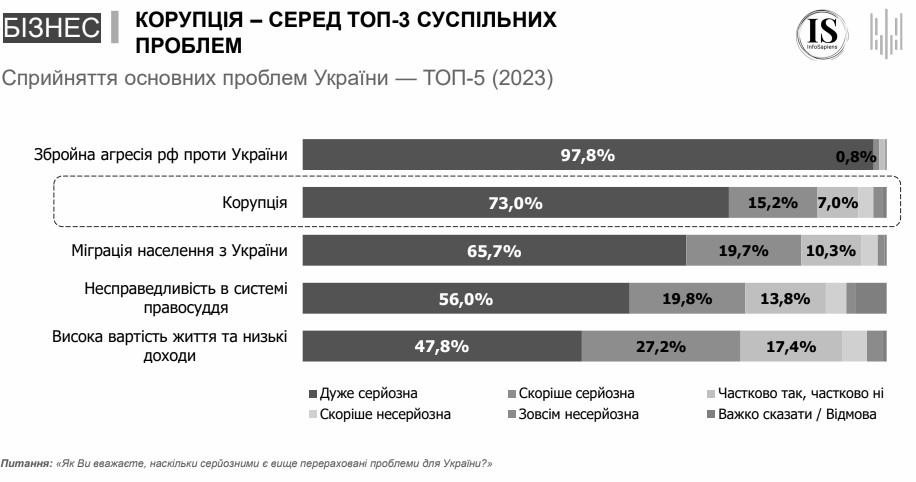 БІЗНЕС
КОРУПЦІЯ – СЕРЕД ТОП-3 СУСПІЛЬНИХ
ПРОБЛЕМ
IS
InfoSapiens
Сприйняття основних проблем України — ТОП-5 (2023)
Збройна агресія рф проти України
97,8%
0,8%
Корупція
73,0%
15,2%
7,0%
Міграція населення з України
65,7%
19,7%
10,3%
Несправедливість в системі
правосуддя
56,0%
19,8%
13,8%
Висока вартість життя та низькі
доходи
47,8%
27,2%
17,4%
Дуже серйозна
Скоріше серйозна
Частково так, частково ні
Скоріше несерйозна
Зовсім несерйозна
Важко сказати / Відмова
Питання: «Як Ви вважаєте, наскільки серйозними є вище перераховані проблеми для України?»